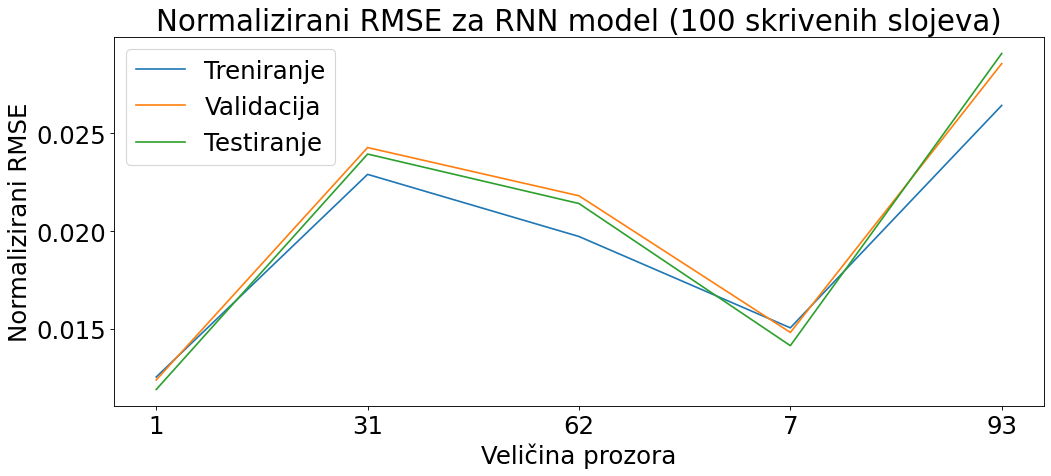 Normalizirani RMSE za RNN model (100 skrivenih slojeva)
Treniranje
Validacija
Testiranje
Normalizirani RMSE
0.025
0.020
0.015
1 31 62 7 93
Veličina prozora